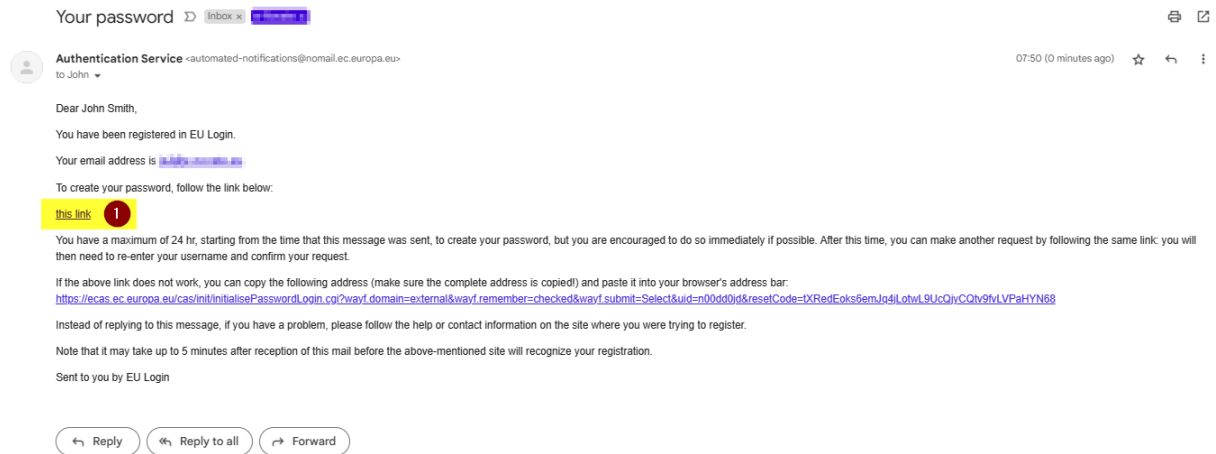 Your password Inbox x
Authentication Service <automated-notifications@nomail.ec.europa.eu> 07:50 (0 minutes ago)
to John
Dear John Smith,
You have been registered in EU Login.
Your email address is
To create your password, follow the link below:
this link 1
You have a maximum of 24 hr, starting from the time that this message was sent, to create your password, but you are encouraged to do so immediately if possible. After this time, you can make another request by following the same link: you will
then need to re-enter your username and confirm your request.
If the above link does not work, you can copy the following address (make sure the complete address is copied!) and paste it into your browser's address bar:
https://ecas.ec.europa.eu/cas/init/initialisePasswordLogin.cgi?wayf.domain=external&wayf.remember=checked&wayf.submit=Select&uid=n00dd0jd&resetCode=tXRedEoks6emJq4jLotwL9UcQjyCQtv9fvLVPaHYN68
Instead of replying to this message, if you have a problem, please follow the help or contact information on the site where you were trying to register.
Note that it may take up to 5 minutes after reception of this mail before the above-mentioned site will recognize your registration.
Sent to you by EU Login
Reply Reply to all Forward